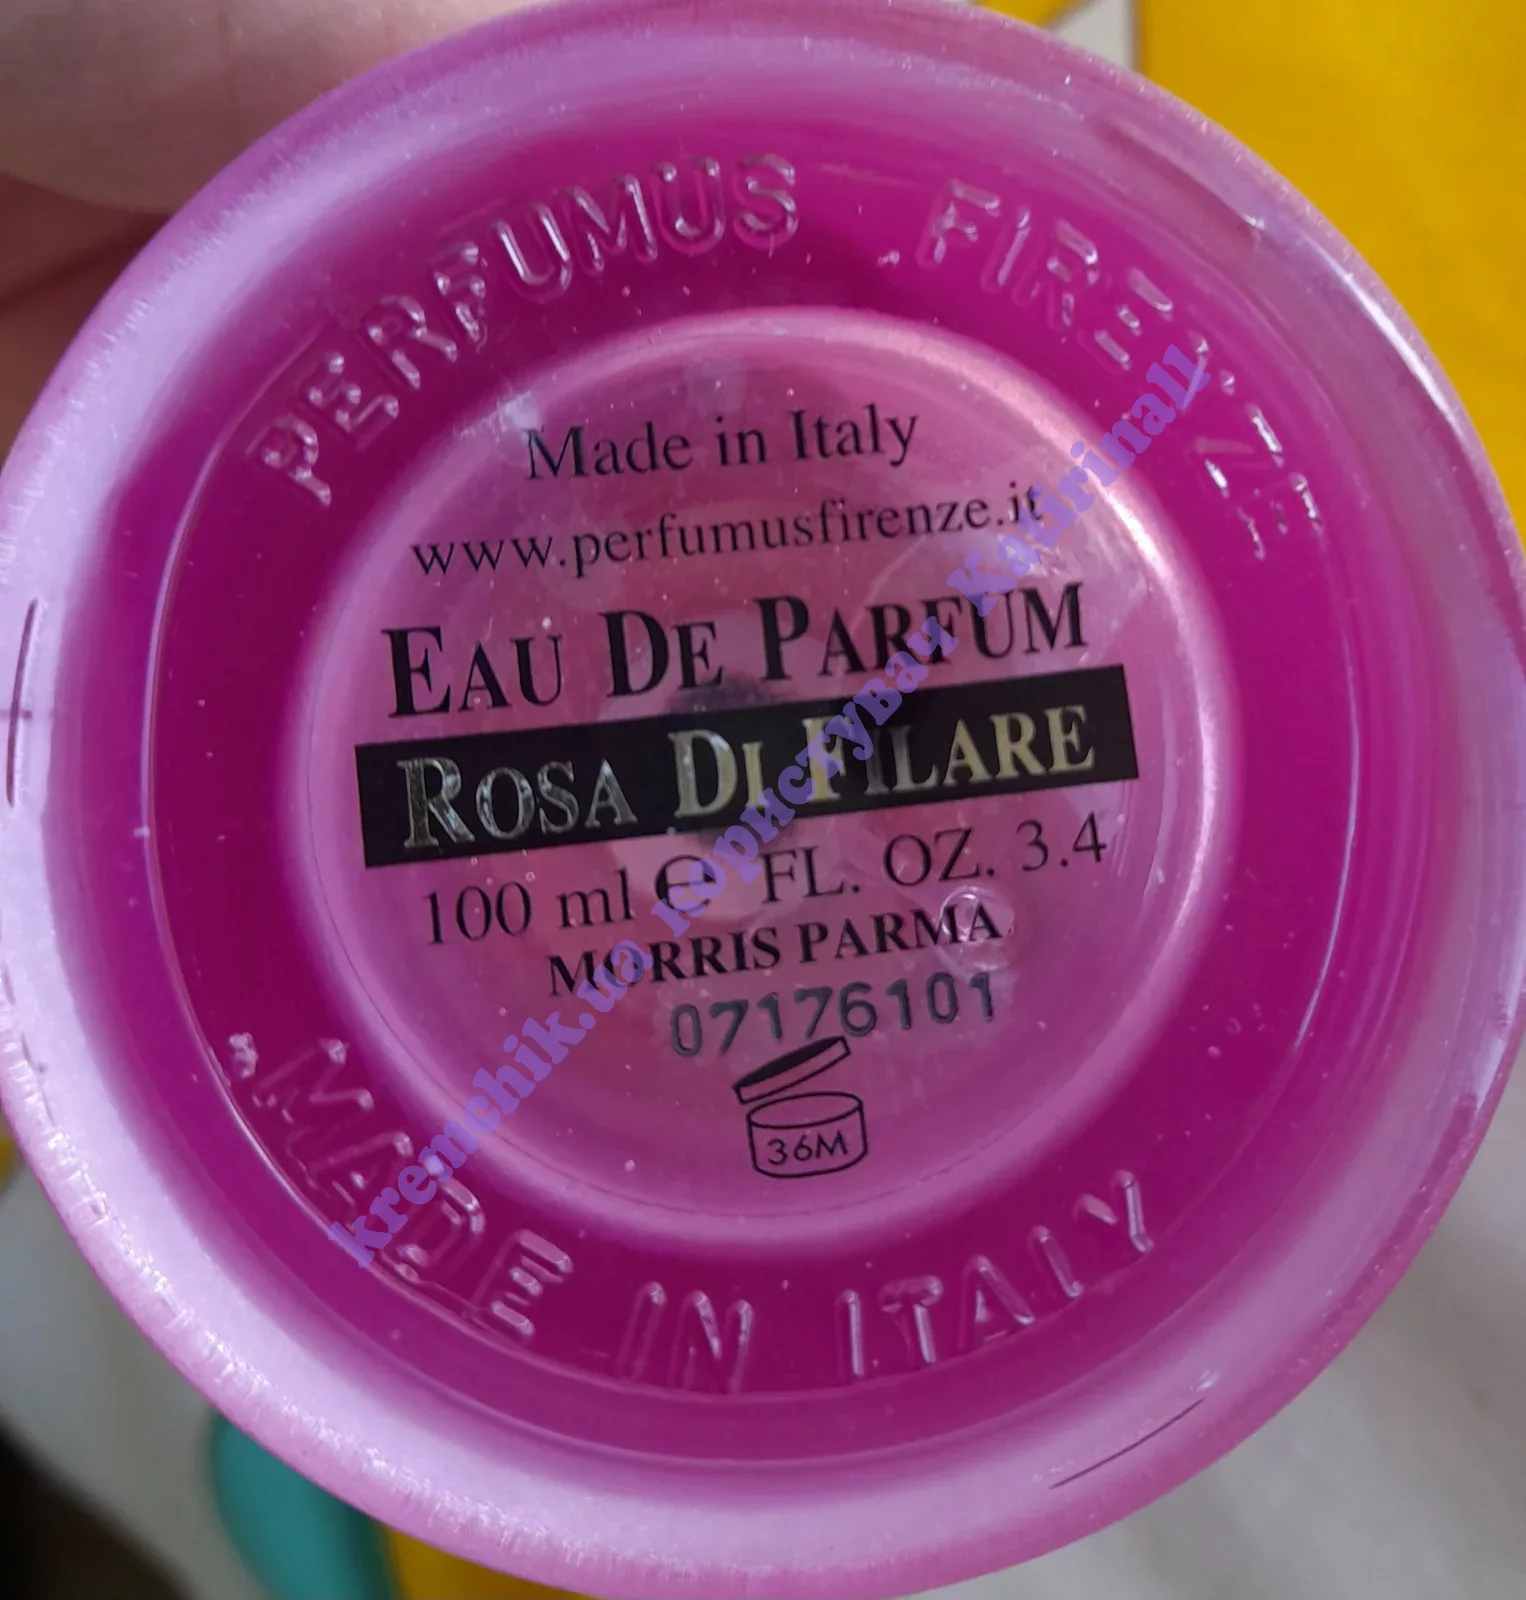 PERFUMUS FIRENZE
Made in Italy
www.perfumusfirenze.it
EAU DE PARFUM
ROSA DI FILARE
100 ml ℮ FL. OZ. 3.4
MORRIS PARMA
07176101
36M
MADE IN ITALY
kremchik.ua користувач Katirinall